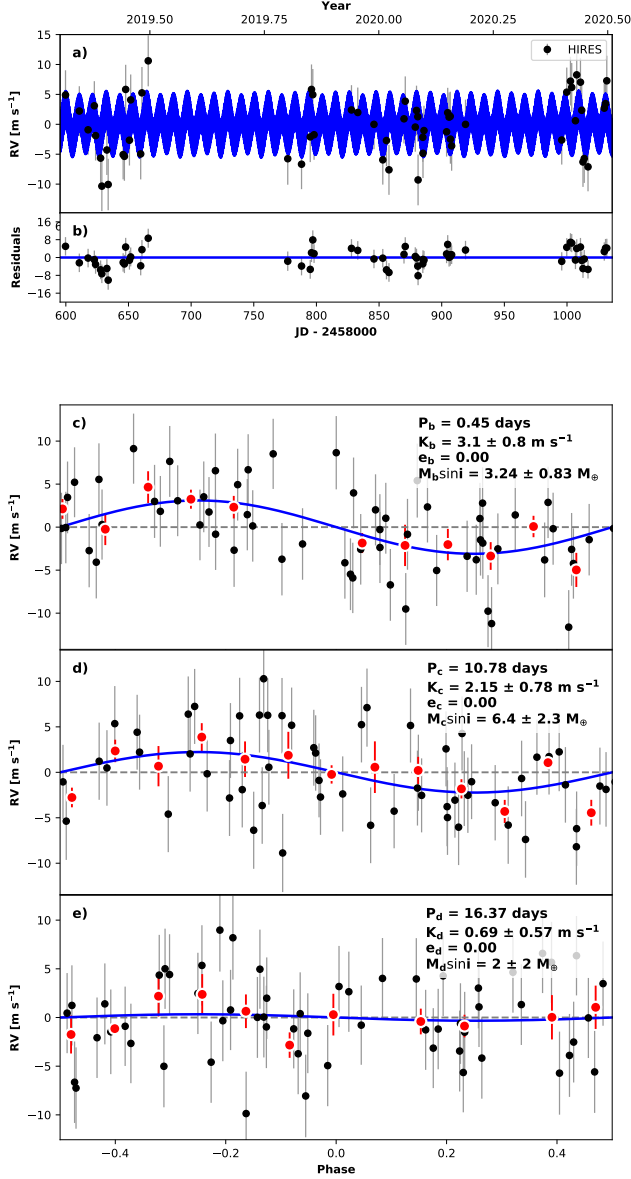 Year
2019.50 2019.75 2020.00 2020.25 2020.50
a)
HIRES
RV [m s⁻¹]
15
10
5
0
−5
−10
b)
Residuals
16
8
0
−8
−16
600 650 700 750 800 850 900 950 1000
JD - 2458000
c)
P_b = 0.45 days
K_b = 3.1 ± 0.8 m s⁻¹
e_b = 0.00
M_b sini = 3.24 ± 0.83 M⊕
RV [m s⁻¹]
10
5
0
−5
−10
d)
P_c = 10.78 days
K_c = 2.15 ± 0.78 m s⁻¹
e_c = 0.00
M_c sini = 6.4 ± 2.3 M⊕
RV [m s⁻¹]
10
5
0
−5
−10
e)
P_d = 16.37 days
K_d = 0.69 ± 0.57 m s⁻¹
e_d = 0.00
M_d sini = 2 ± 2 M⊕
RV [m s⁻¹]
10
5
0
−5
−10
−0.4 −0.2 0.0 0.2 0.4
Phase